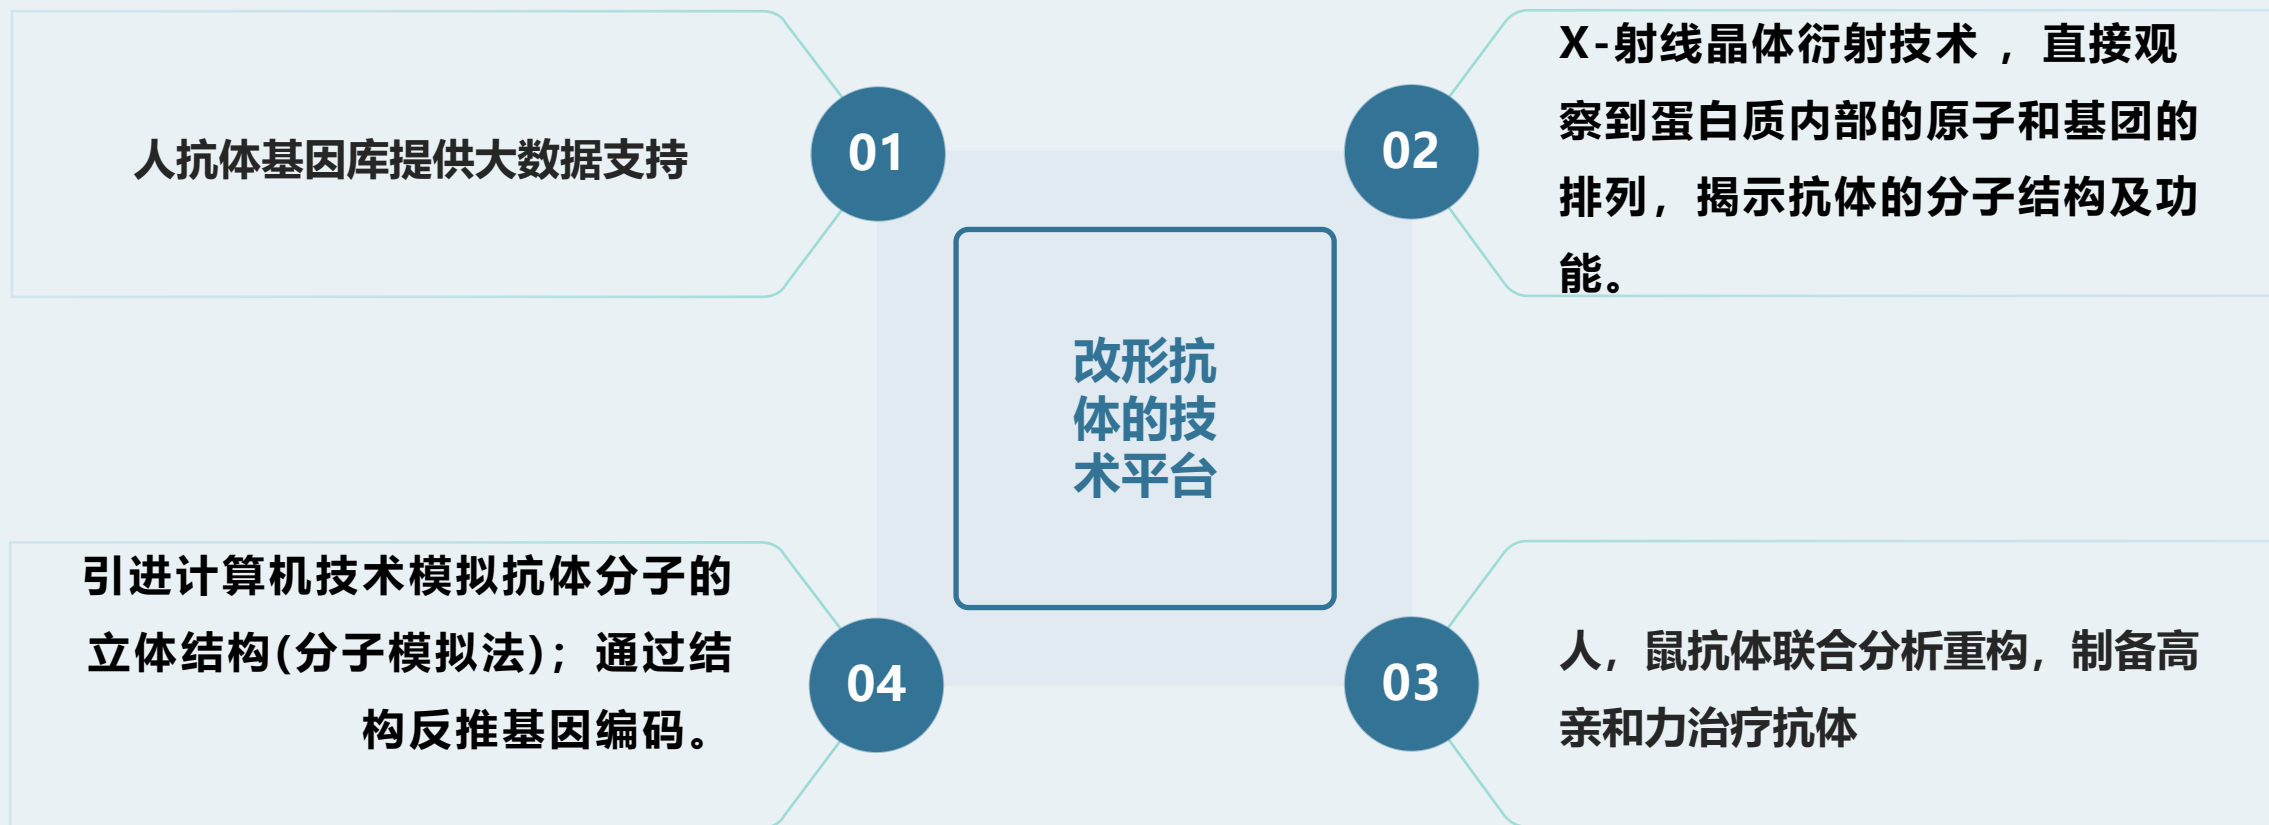 01
人抗体基因库提供大数据支持
02
X-射线晶体衍射技术 ，直接观
察到蛋白质内部的原子和基团的
排列，揭示抗体的分子结构及功
能。
改形抗
体的技
术平台
03
人，鼠抗体联合分析重构，制备高
亲和力治疗抗体
04
引进计算机技术模拟抗体分子的
立体结构(分子模拟法)；通过结
构反推基因编码。